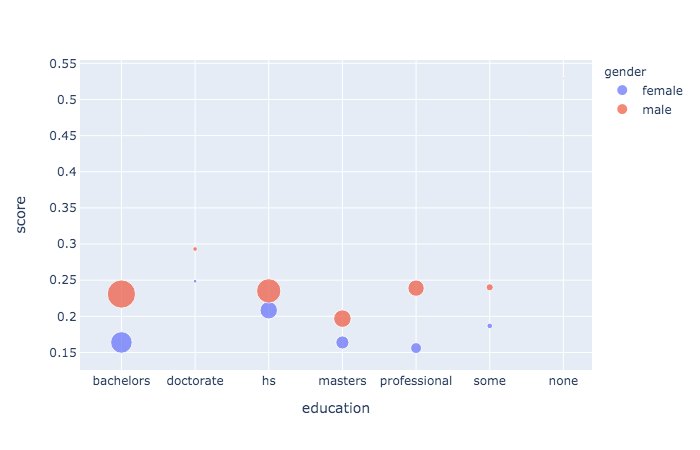 0.55
0.5
0.45
0.4
0.35
0.3
0.25
0.2
0.15
score
bachelors doctorate hs masters professional some none
education
gender
female
male